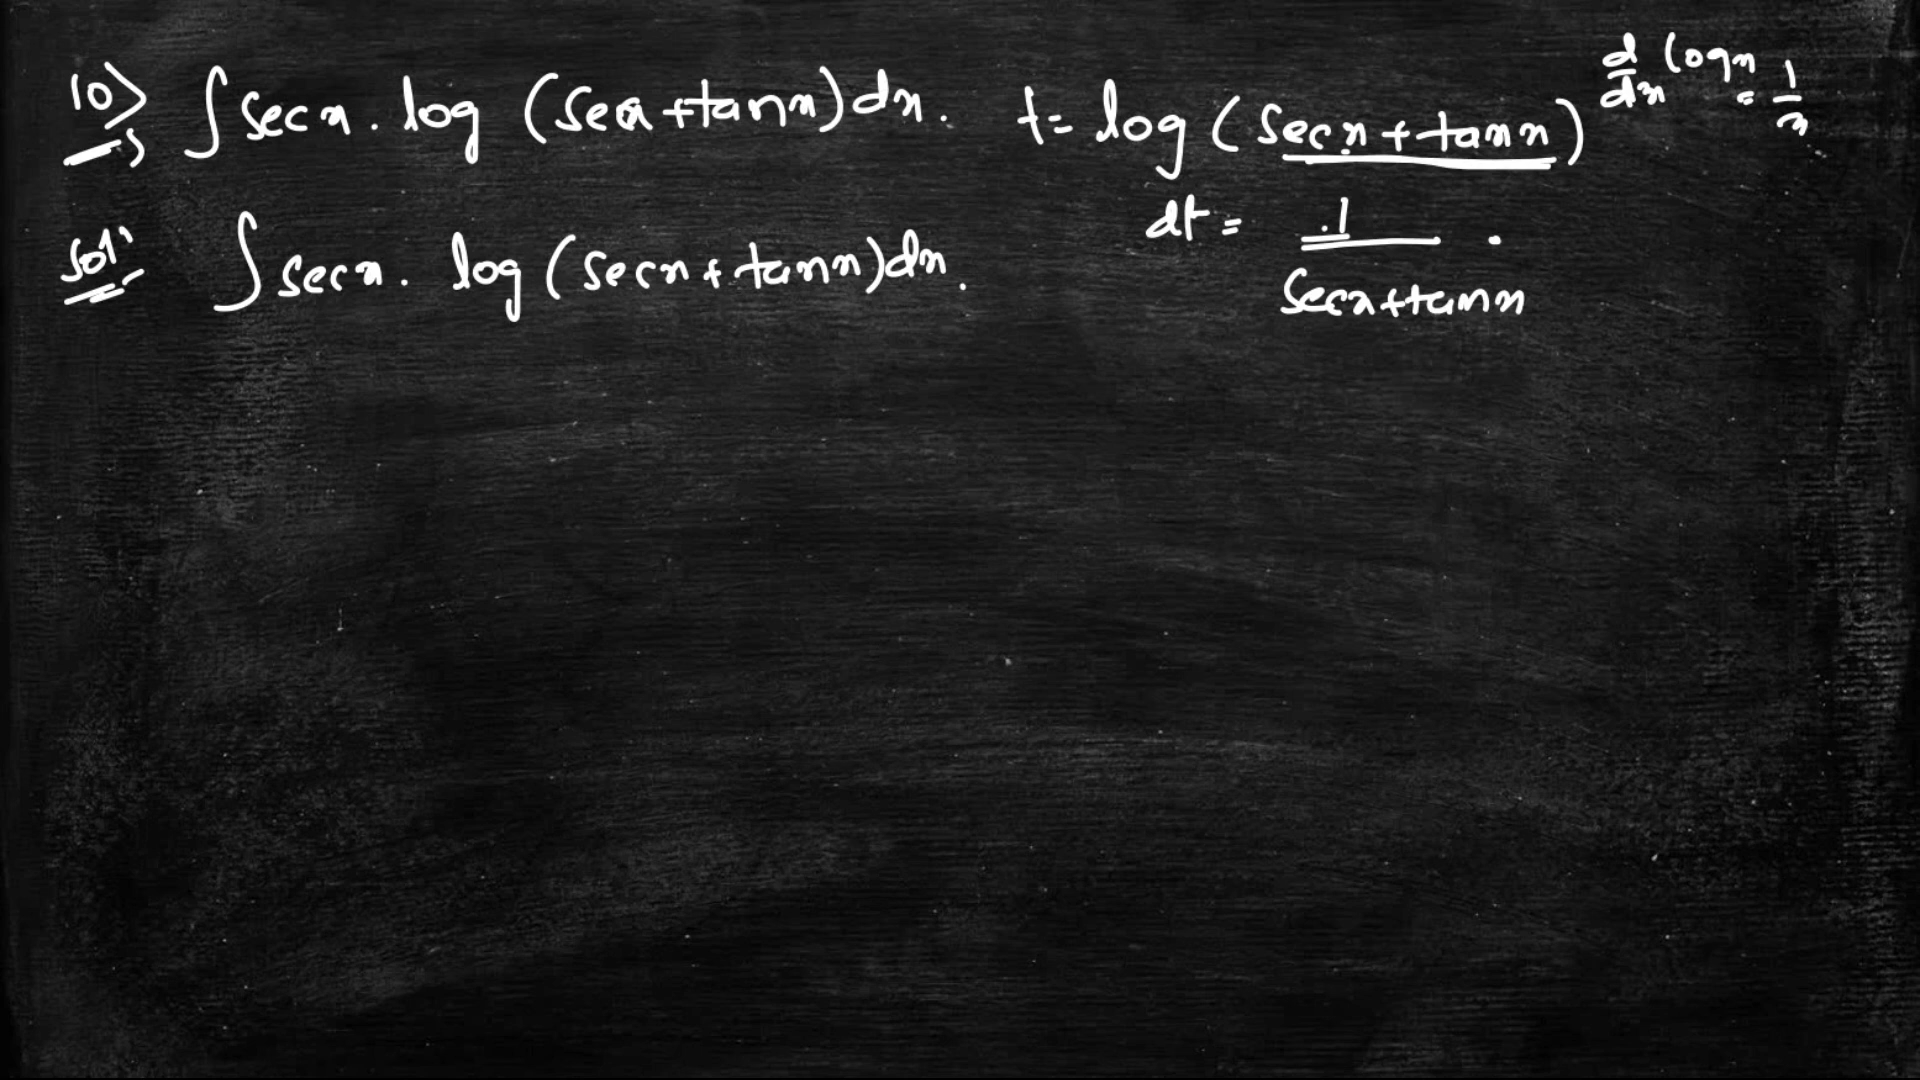 10> ∫ secx . log (secx+tanx)dx. t= log (secx+tanx) d/dx logx = 1/x
Sol: ∫ secx . log (secx+tanx)dx. dt = 1/secx+tanx .